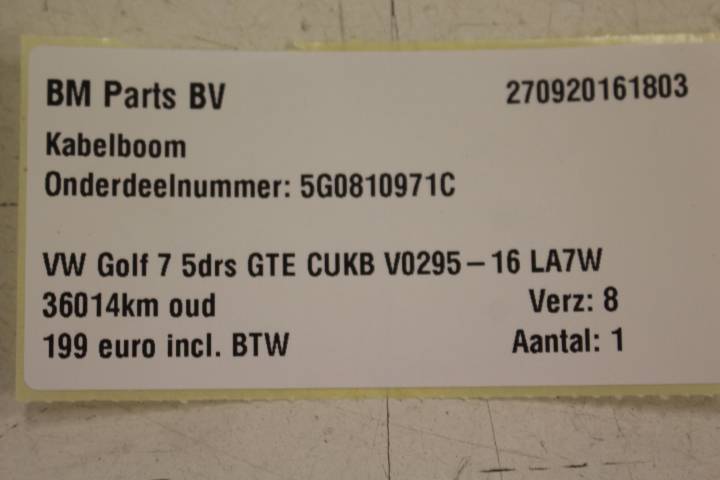 BM Parts BV 270920161803
Kabelboom
Onderdeelnummer: 5G0810971C
VW Golf 7 5drs GTE CUKB V0295-16 LA7W
36014km oud Verz: 8
199 euro incl. BTW Aantal: 1